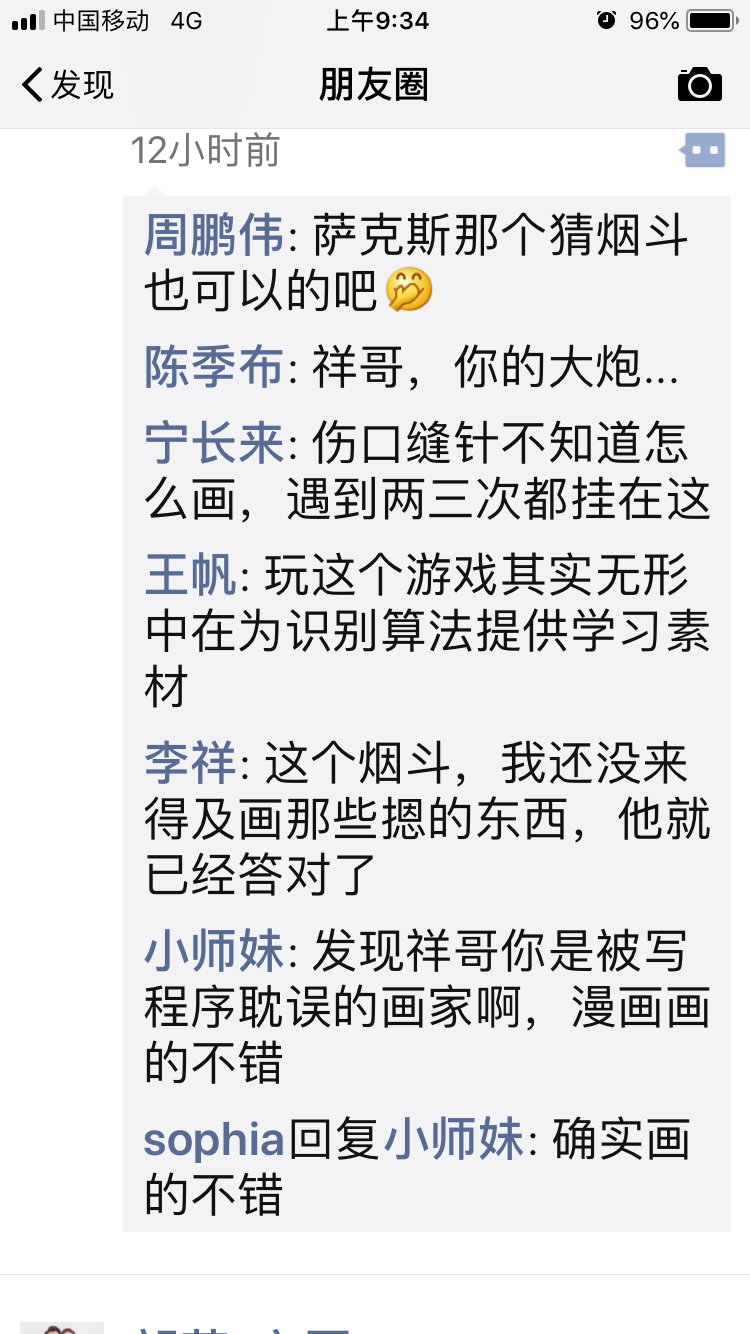 中国移动 4G 上午9:34 96%
发现 朋友圈
12小时前
周鹏伟: 萨克斯那个猜烟斗
也可以的吧🤭
陈季布: 祥哥，你的大炮...
宁长来: 伤口缝针不知道怎
么画，遇到两三次都挂在这
王帆: 玩这个游戏其实无形
中在为识别算法提供学习素
材
李祥: 这个烟斗，我还没来
得及画那些摁的东西，他就
已经答对了
小师妹: 发现祥哥你是被写
程序耽误的画家啊，漫画画
的不错
sophia回复小师妹: 确实画
的不错